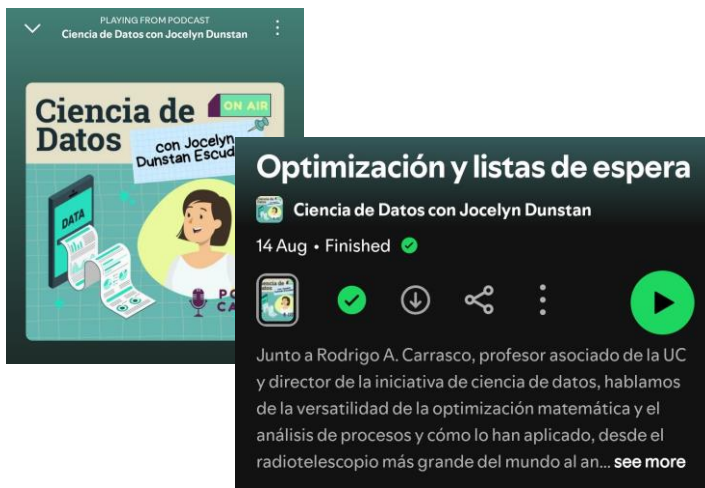 PLAYING FROM PODCAST
Ciencia de Datos con Jocelyn Dunstan
Ciencia de
Datos
ON AIR
con Jocelyn
Dunstan Escud
DATA
Optimización y listas de espera
Ciencia de Datos con Jocelyn Dunstan
14 Aug • Finished
Junto a Rodrigo A. Carrasco, profesor asociado de la UC
y director de la iniciativa de ciencia de datos, hablamos
de la versatilidad de la optimización matemática y el
análisis de procesos y cómo lo han aplicado, desde el
radiotelescopio más grande del mundo al an... see more